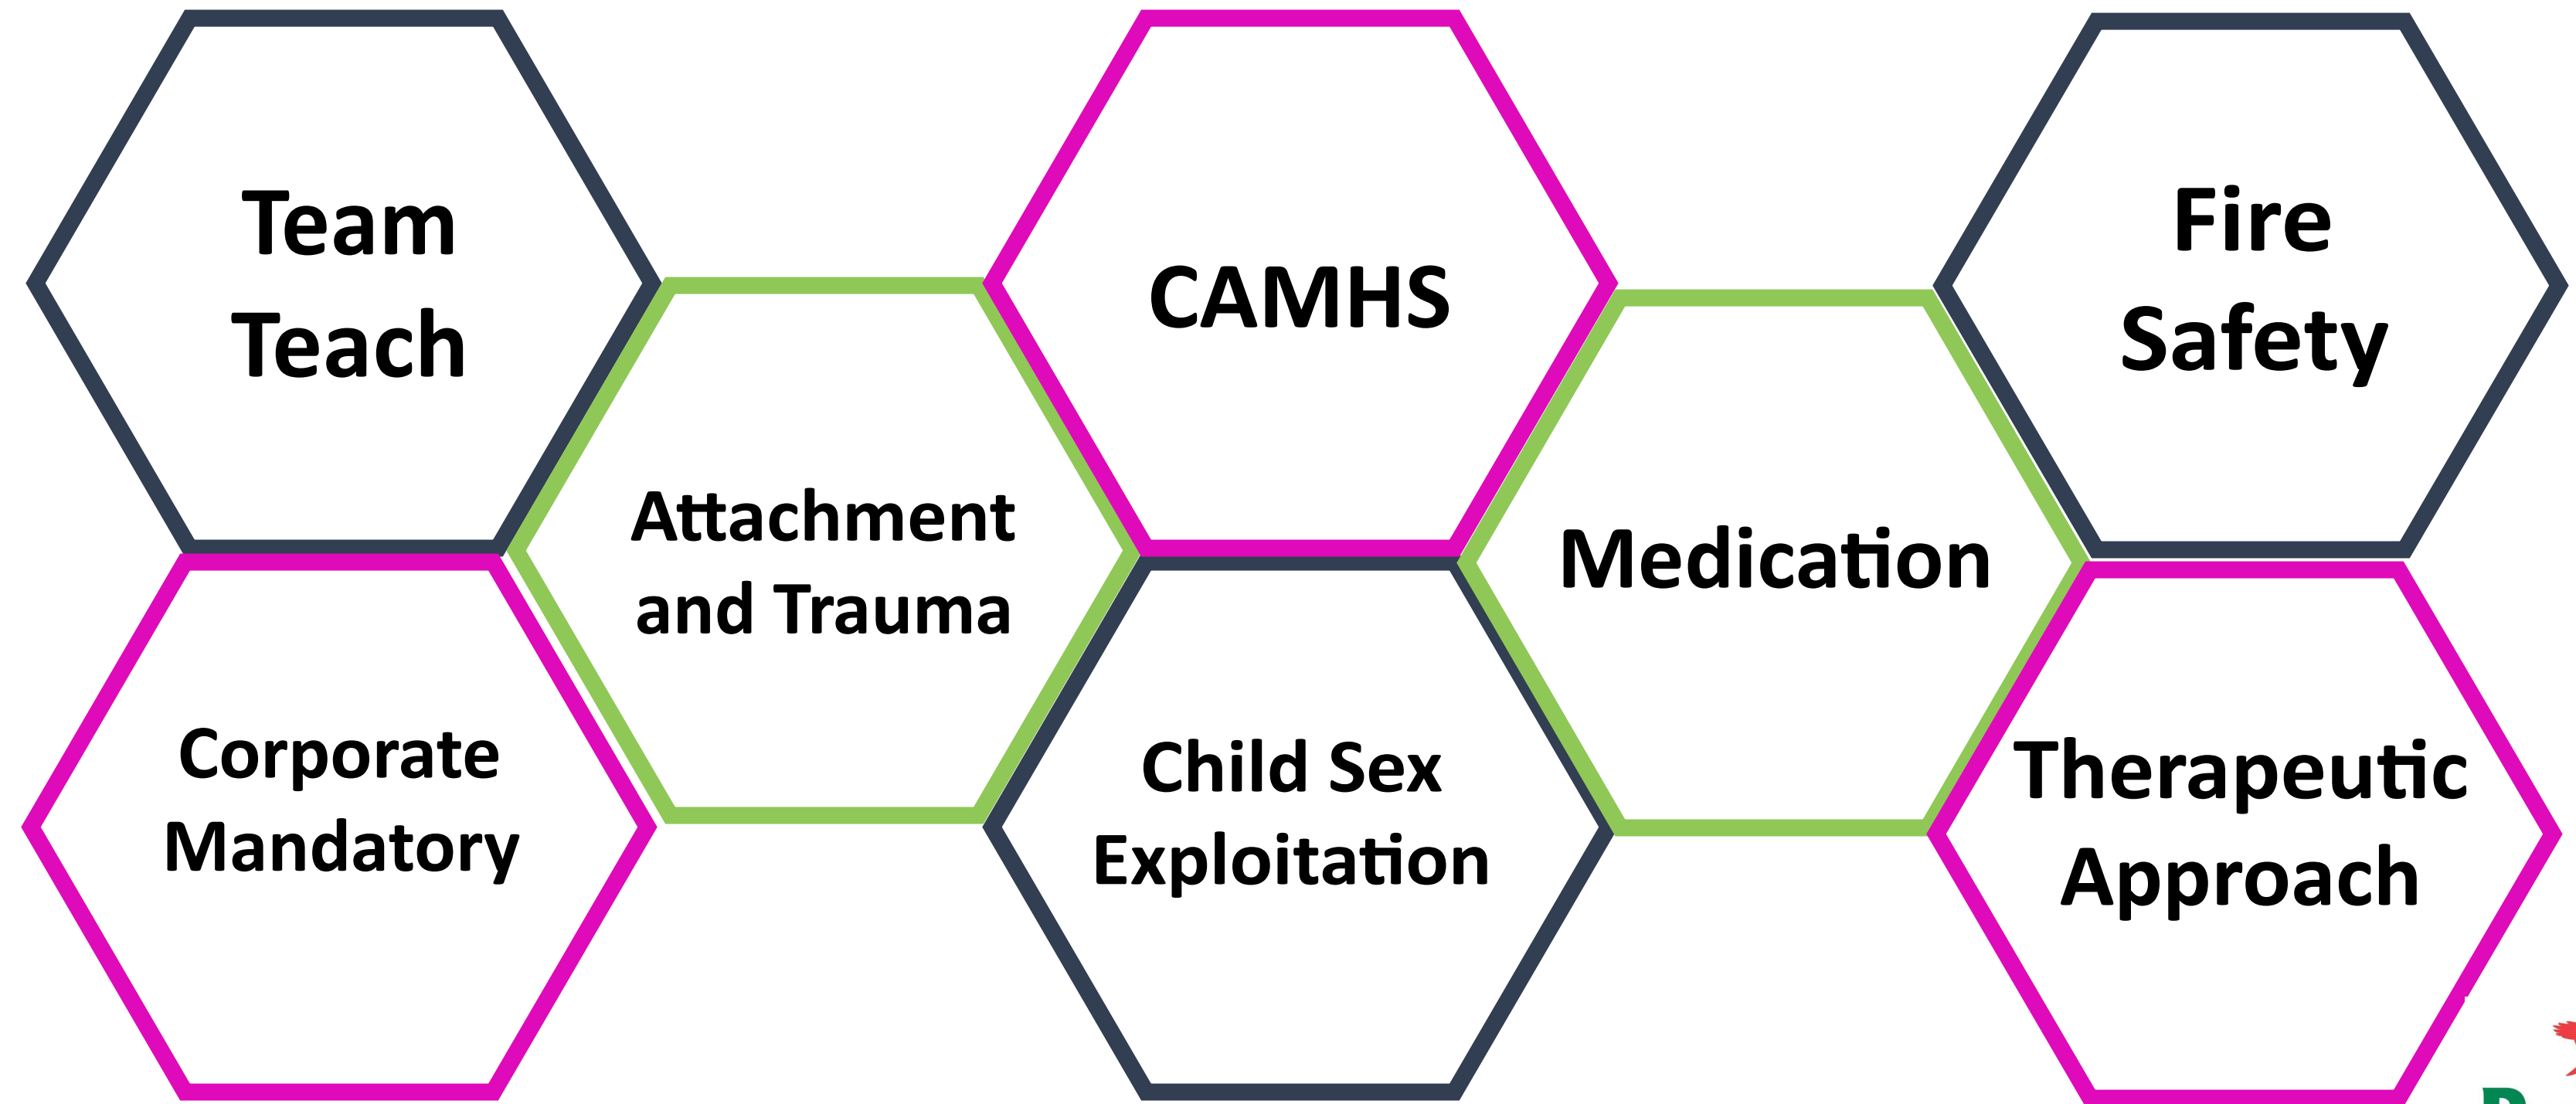 Team
Teach
CAMHS
Fire
Safety
Attachment
and Trauma
Medication
Corporate
Mandatory
Child Sex
Exploitation
Therapeutic
Approach